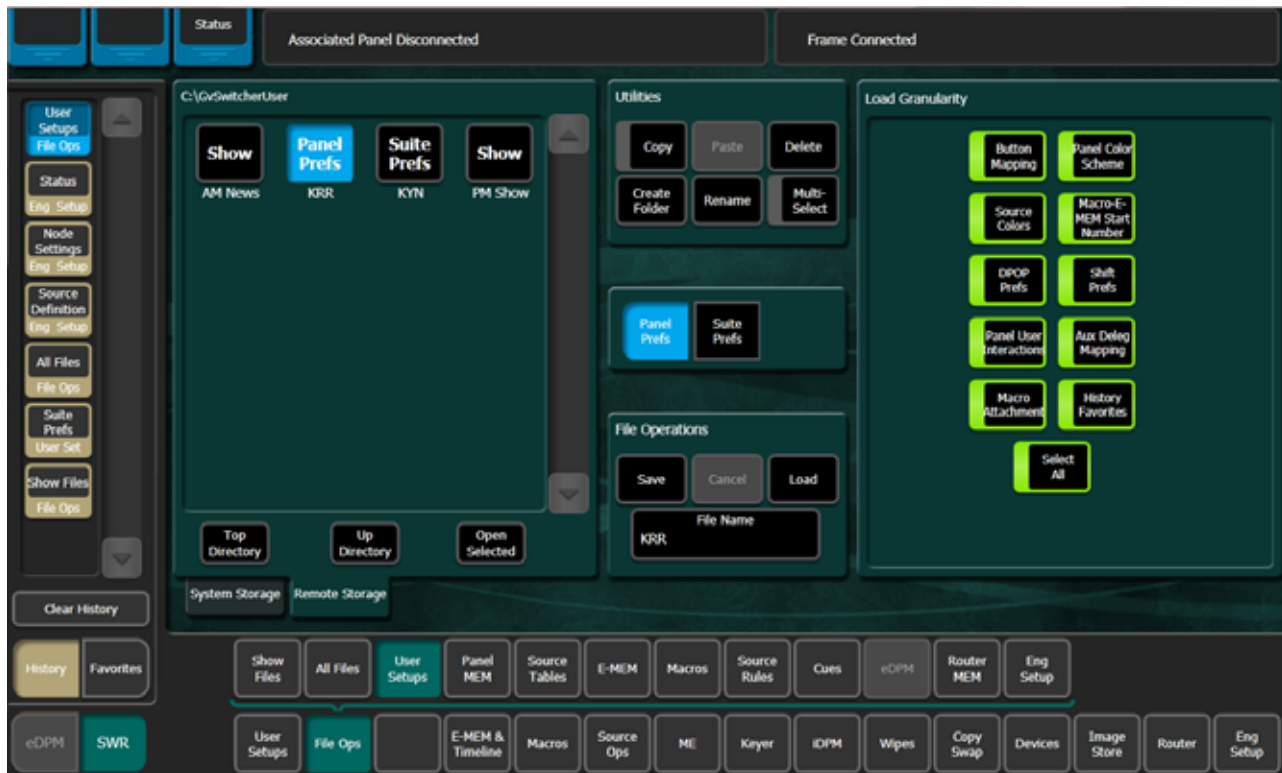 Status
Associated Panel Disconnected
Frame Connected
User
Setups
File Ops
Status
Eng Setup
Node
Settings
Eng Setup
Source
Definition
Eng Setup
All Files
File Ops
Suite
Prefs
User Set
Show Files
File Ops
Clear History
History
Favorites
eDPM
SWR
C:\GvSwitcherUser
Show
AM News
Panel
Prefs
KRR
Suite
Prefs
KYN
Show
PM Show
Top
Directory
Up
Directory
Open
Selected
System Storage
Remote Storage
Utilities
Copy
Paste
Delete
Create
Folder
Rename
Multi-
Select
Panel
Prefs
Suite
Prefs
File Operations
Save
Cancel
Load
File Name
KRR
Load Granularity
Button
Mapping
Panel Color
Scheme
Source
Colors
Macro-E-
MEM Start
Number
DPOP
Prefs
Shift
Prefs
Panel User
Interactions
Aux Deleg
Mapping
Macro
Attachment
History
Favorites
Select
All
Show
Files
All Files
User
Setups
Panel
MEM
Source
Tables
E-MEM
Macros
Source
Rules
Cues
eDPM
Router
MEM
Eng
Setup
User
Setups
File Ops
E-MEM &
Timeline
Macros
Source
Ops
ME
Keyer
iDPM
Wipes
Copy
Swap
Devices
Image
Store
Router
Eng
Setup